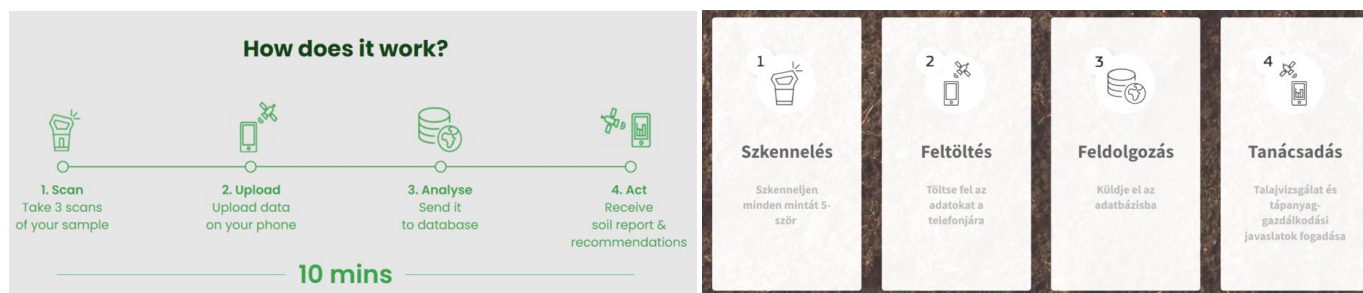 How does it work?
1. Scan
Take 3 scans
of your sample
2. Upload
Upload data
on your phone
3. Analyse
Send it
to database
4. Act
Receive
soil report &
recommendations
10 mins
1
Szkennelés
Szkenneljen
minden mintát 5-
ször
2
Feltöltés
Töltse fel az
adatokat a
telefonjára
3
Feldolgozás
Küldje el az
adatbázisba
4
Tanácsadás
Talajvizsgálat és
tápanyag-
gazdálkodási
javaslatok fogadása